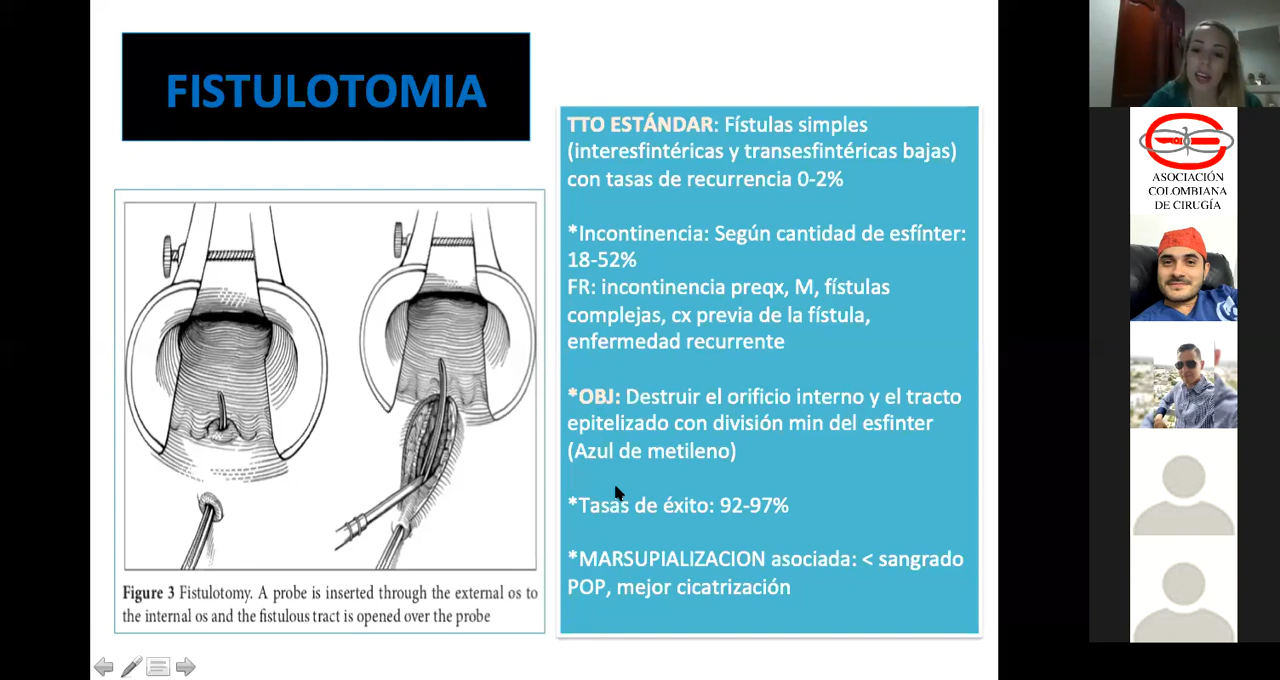 FISTULOTOMIA
TTO ESTÁNDAR: Fístulas simples
(interesfintéricas y transesfintéricas bajas)
con tasas de recurrencia 0-2%
*Incontinencia: Según cantidad de esfínter:
18-52%
FR: incontinencia preqx, M, fístulas
complejas, cx previa de la fístula,
enfermedad recurrente
*OBJ: Destruir el orificio interno y el tracto
epitelizado con división min del esfinter
(Azul de metileno)
*Tasas de éxito: 92-97%
*MARSUPIALIZACION asociada: < sangrado
POP, mejor cicatrización
Figure 3 Fistulotomy. A probe is inserted through the external os to
the internal os and the fistulous tract is opened over the probe
ASOCIACIÓN
COLOMBIANA
DE CIRUGÍA